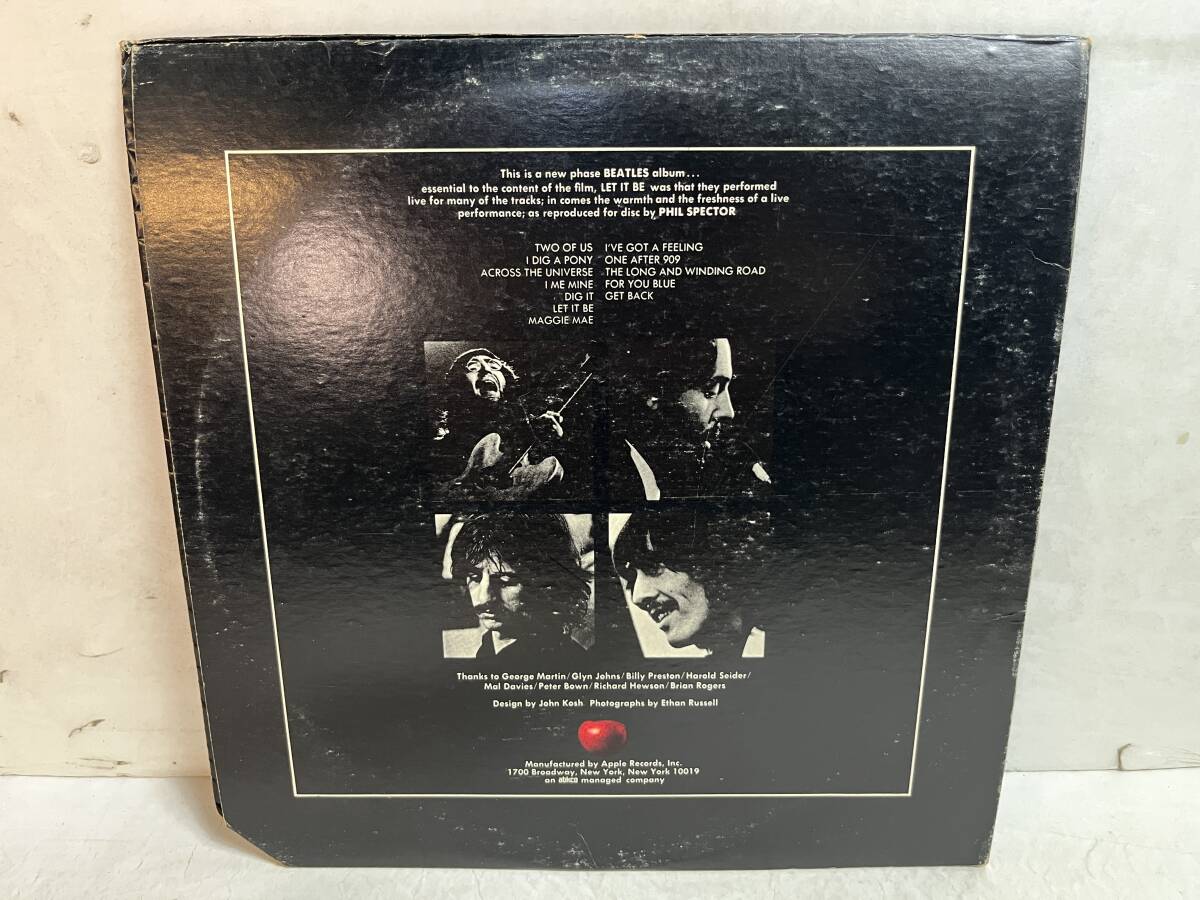 This is a new phase BEATLES album...
essential to the content of the film, LET IT BE was that they performed
live for many of the tracks; in comes the warmth and the freshness of a live
performance; as reproduced for disc by PHIL SPECTOR
TWO OF US
I DIG A PONY
ACROSS THE UNIVERSE
I ME MINE
DIG IT
LET IT BE
MAGGIE MAE
I'VE GOT A FEELING
ONE AFTER 909
THE LONG AND WINDING ROAD
FOR YOU BLUE
GET BACK
Thanks to George Martin/Glyn Johns/Billy Preston/Harold Seider/
Mal Davies/Peter Bown/Richard Hewson/Brian Rogers
Design by John Kosh Photographs by Ethan Russell
Manufactured by Apple Records, Inc.
1700 Broadway, New York, New York 10019
an abkco managed company